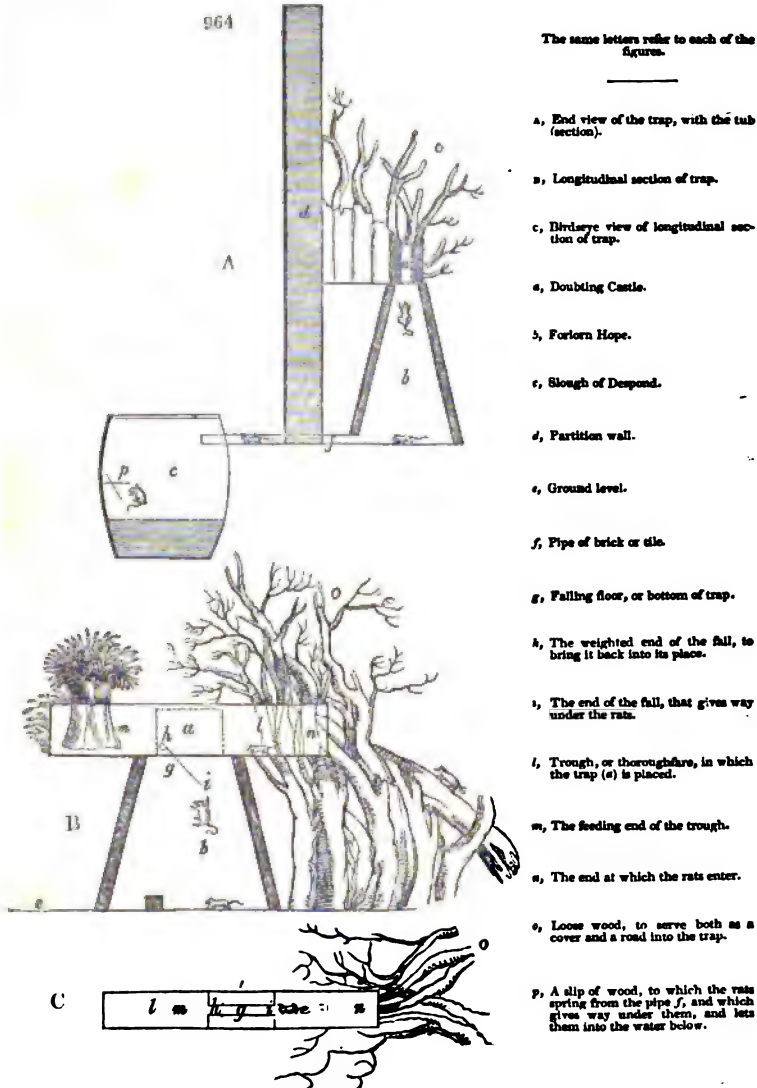 964
The same letters refer to each of the
figures.
A, End view of the trap, with the tub
(section).
B, Longitudinal section of trap.
C, Birdseye view of longitudinal sec-
tion of trap.
a, Doubting Castle.
b, Forlorn Hope.
c, Slough of Despond.
d, Partition wall.
e, Ground level.
f, Pipe of brick or tile.
g, Falling floor, or bottom of trap.
h, The weighted end of the fall, to
bring it back into its place.
i, The end of the fall, that gives way
under the rats.
l, Trough, or thoroughfare, in which
the trap (a) is placed.
m, The feeding end of the trough.
n, The end at which the rats enter.
o, Loose wood, to serve both as a
cover and a road into the trap.
p, A slip of wood, to which the rats
spring from the pipe f, and which
gives way under them, and lets
them into the water below.
o
d
A
b
f
p c
o
m h a l n
g i
B
b
e
o
C l m h g i n